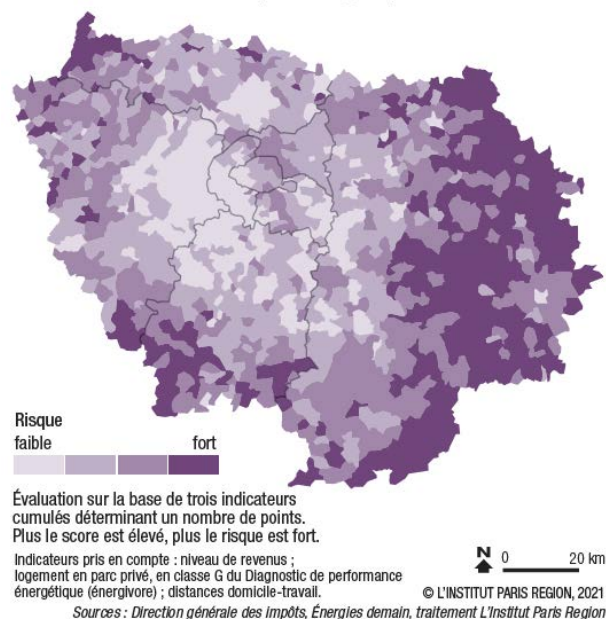 Risque
faible fort
Évaluation sur la base de trois indicateurs
cumulés déterminant un nombre de points.
Plus le score est élevé, plus le risque est fort.
Indicateurs pris en compte : niveau de revenus ;
logement en parc privé, en classe G du Diagnostic de performance
énergétique (énergivore) ; distances domicile-travail.
N 0 20 km
© L'INSTITUT PARIS REGION, 2021
Sources : Direction générale des impôts, Énergies demain, traitement L'Institut Paris Region